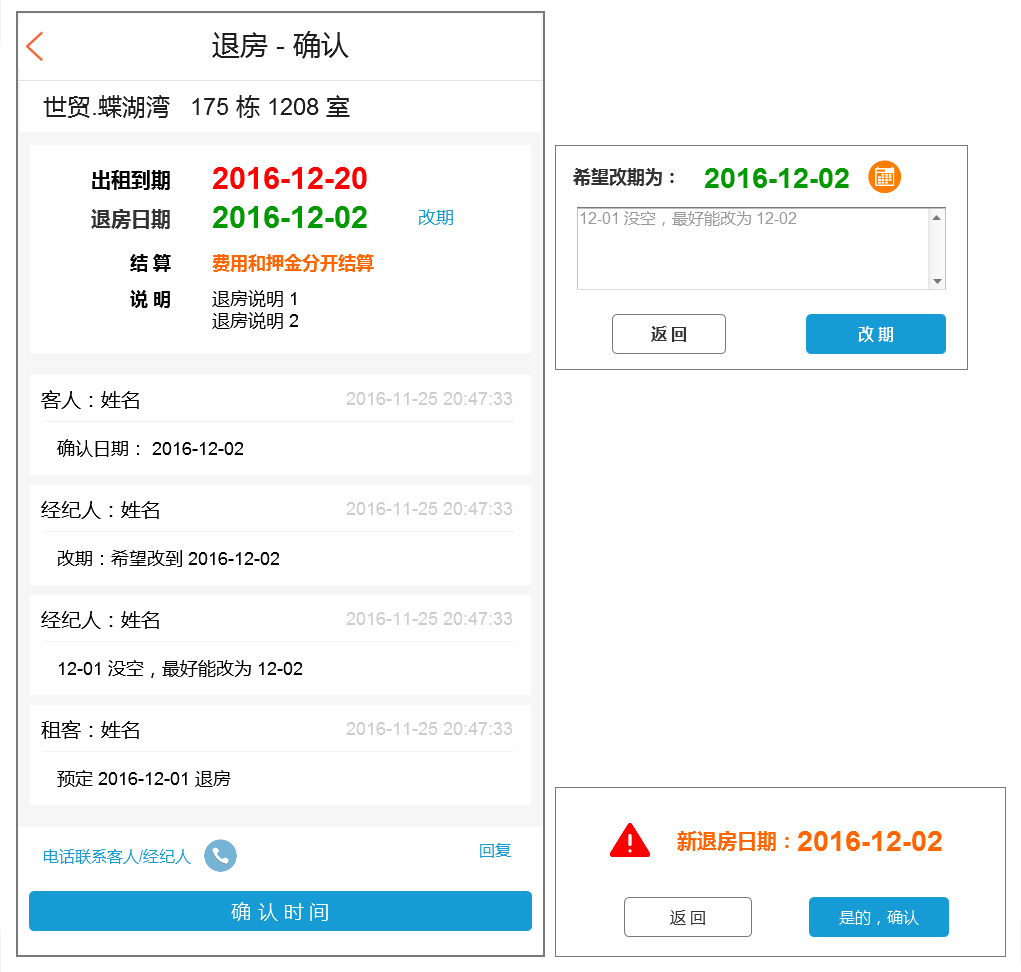 退房 - 确认
世贸.蝶湖湾 175 栋 1208 室
出租到期 2016-12-20
退房日期 2016-12-02 改期
结 算 费用和押金分开结算
说 明 退房说明 1
退房说明 2
客人：姓名 2016-11-25 20:47:33
确认日期： 2016-12-02
经纪人：姓名 2016-11-25 20:47:33
改期：希望改到 2016-12-02
经纪人：姓名 2016-11-25 20:47:33
12-01 没空，最好能改为 12-02
租客：姓名 2016-11-25 20:47:33
预定 2016-12-01 退房
电话联系客人/经纪人 回复
确 认 时 间
希望改期为： 2016-12-02
12-01 没空，最好能改为 12-02
返 回 改 期
新退房日期：2016-12-02
返 回 是的，确认